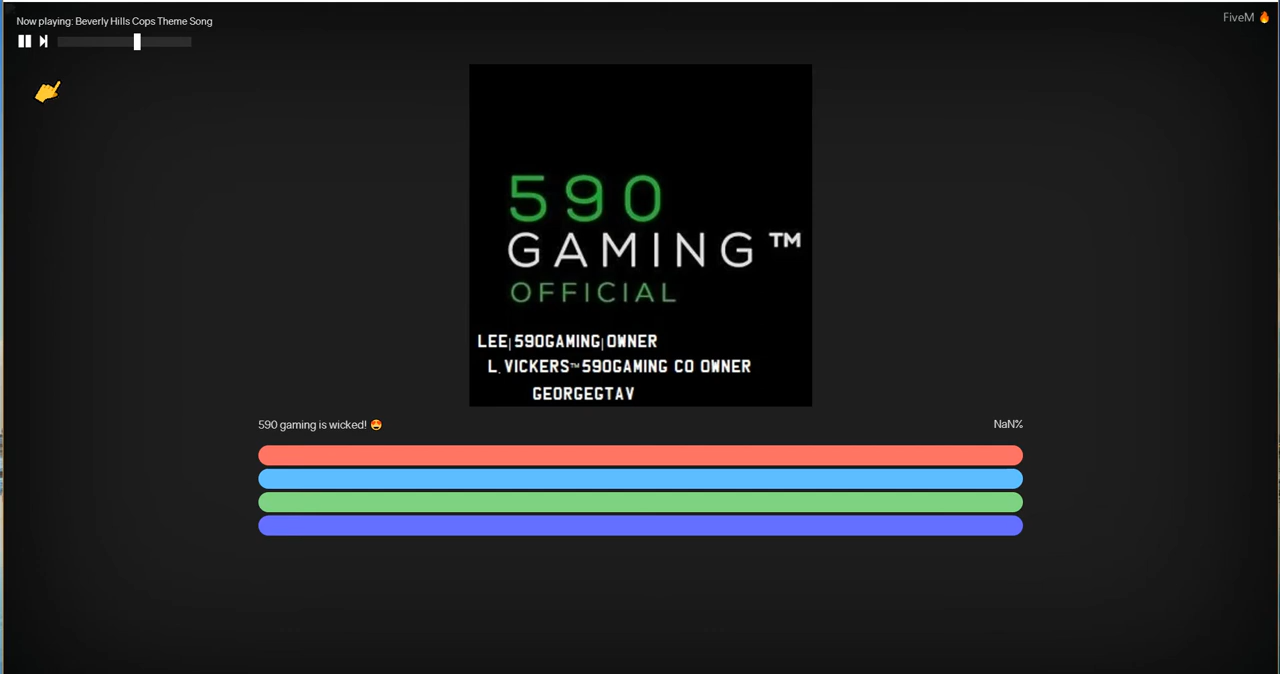 Now playing: Beverly Hills Cops Theme Song
FiveM 🔥
590
GAMING™
OFFICIAL
LEE|590GAMING|OWNER
L. VICKERS™590GAMING CO OWNER
GEORGEGTAV
590 gaming is wicked! 😍
NaN%